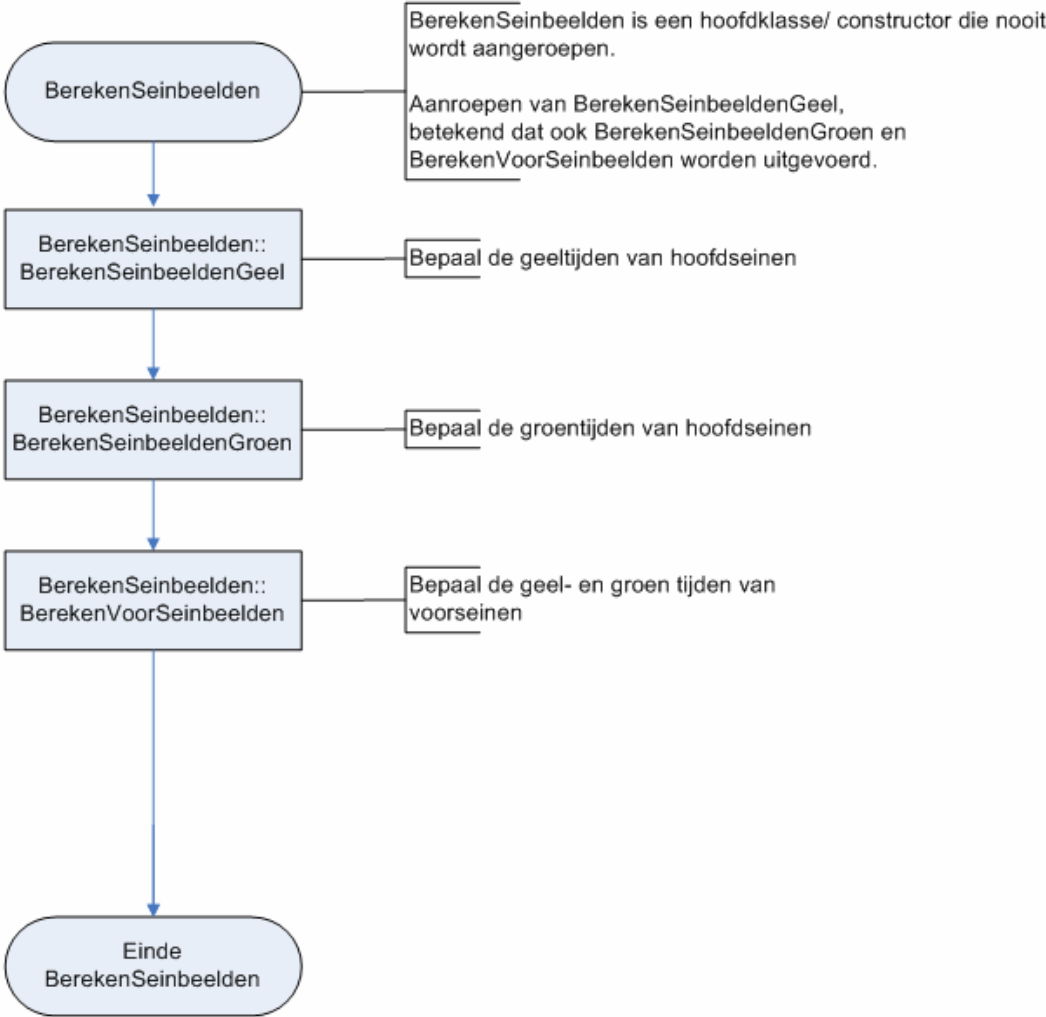 BerekenSeinbeelden
BerekenSeinbeelden is een hoofdklasse/ constructor die nooit
wordt aangeroepen.
Aanroepen van BerekenSeinbeeldenGeel,
betekend dat ook BerekenSeinbeeldenGroen en
BerekenVoorSeinbeelden worden uitgevoerd.
BerekenSeinbeelden::
BerekenSeinbeeldenGeel
Bepaal de geeltijden van hoofdseinen
BerekenSeinbeelden::
BerekenSeinbeeldenGroen
Bepaal de groentijden van hoofdseinen
BerekenSeinbeelden::
BerekenVoorSeinbeelden
Bepaal de geel- en groen tijden van
voorseinen
Einde
BerekenSeinbeelden